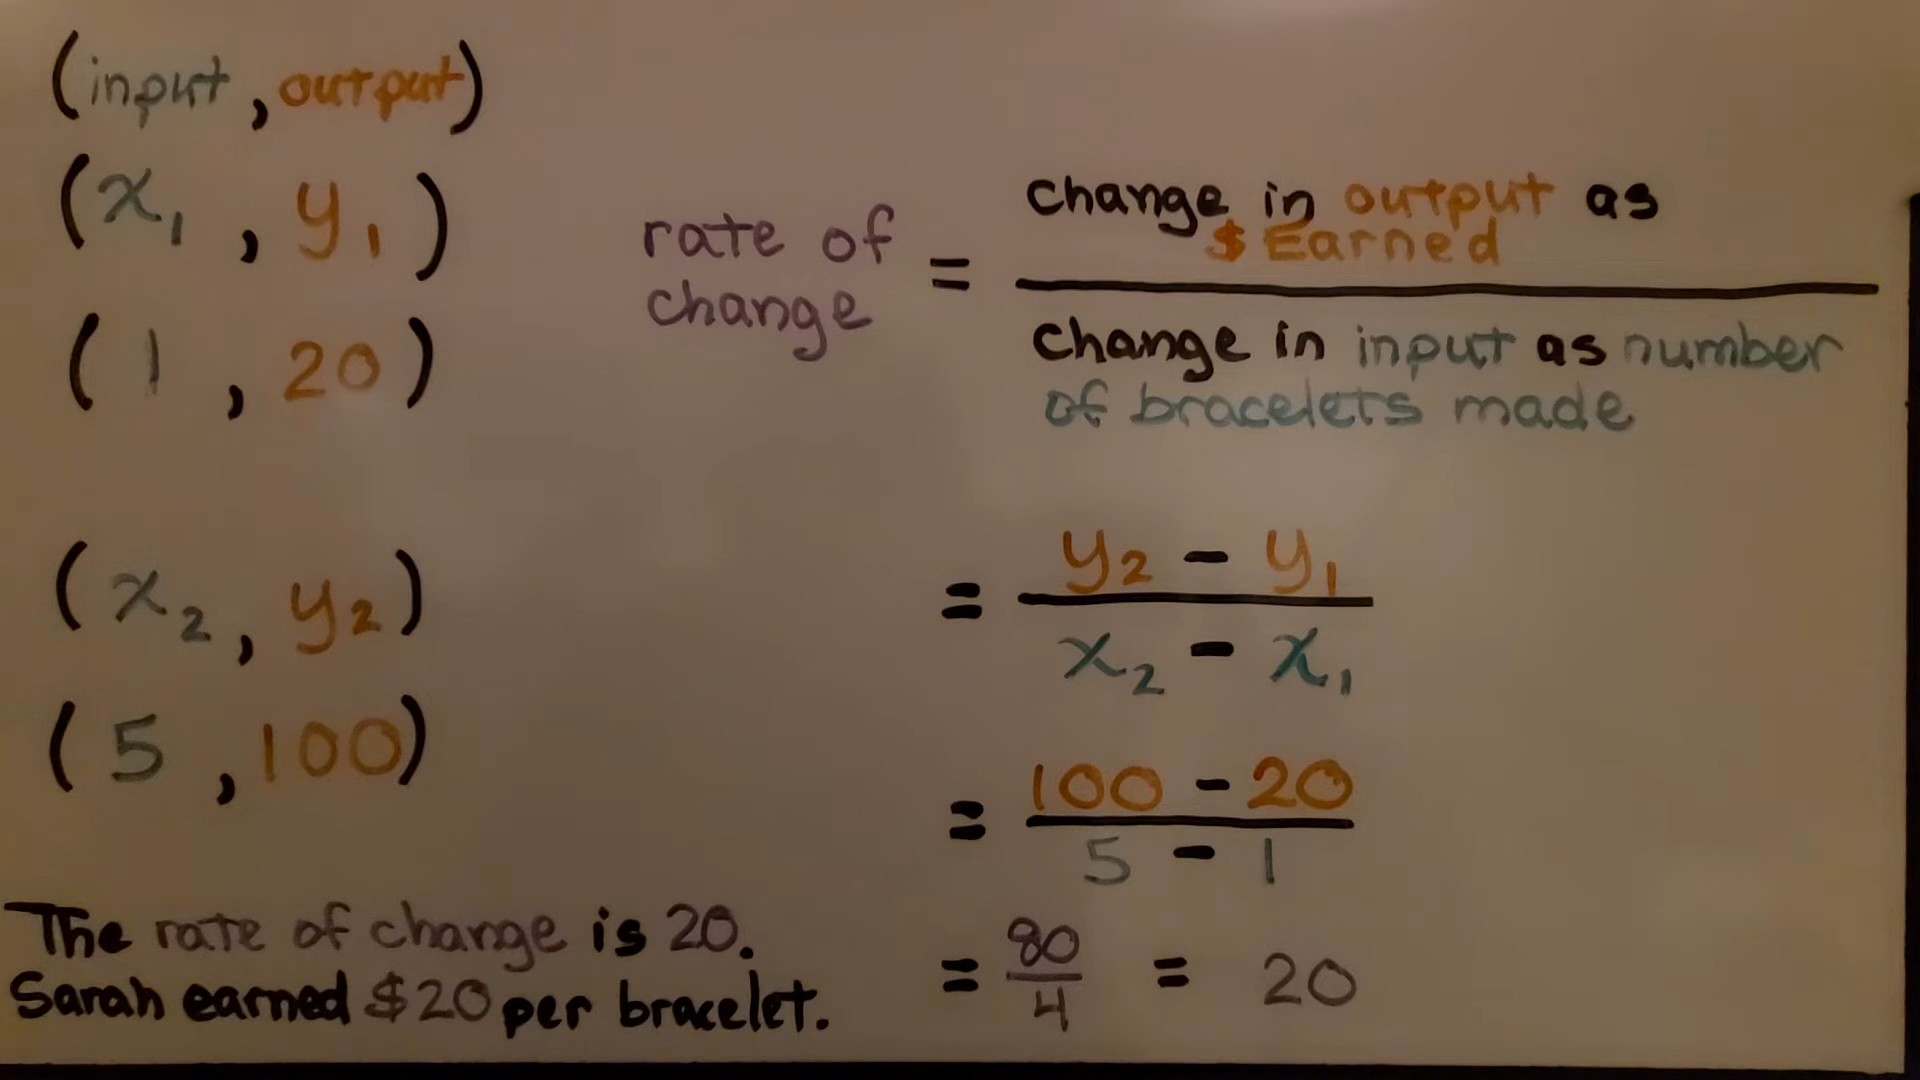 (input, output)
(x₁, y₁)
(1, 20)
(x₂, y₂)
(5, 100)
rate of
change
=
change in output as
$ Earned
change in input as number
of bracelets made
= y₂ - y₁
x₂ - x₁
= 100 - 20
5 - 1
= 80 = 20
4
The rate of change is 20.
Sarah earned $20 per bracelet.